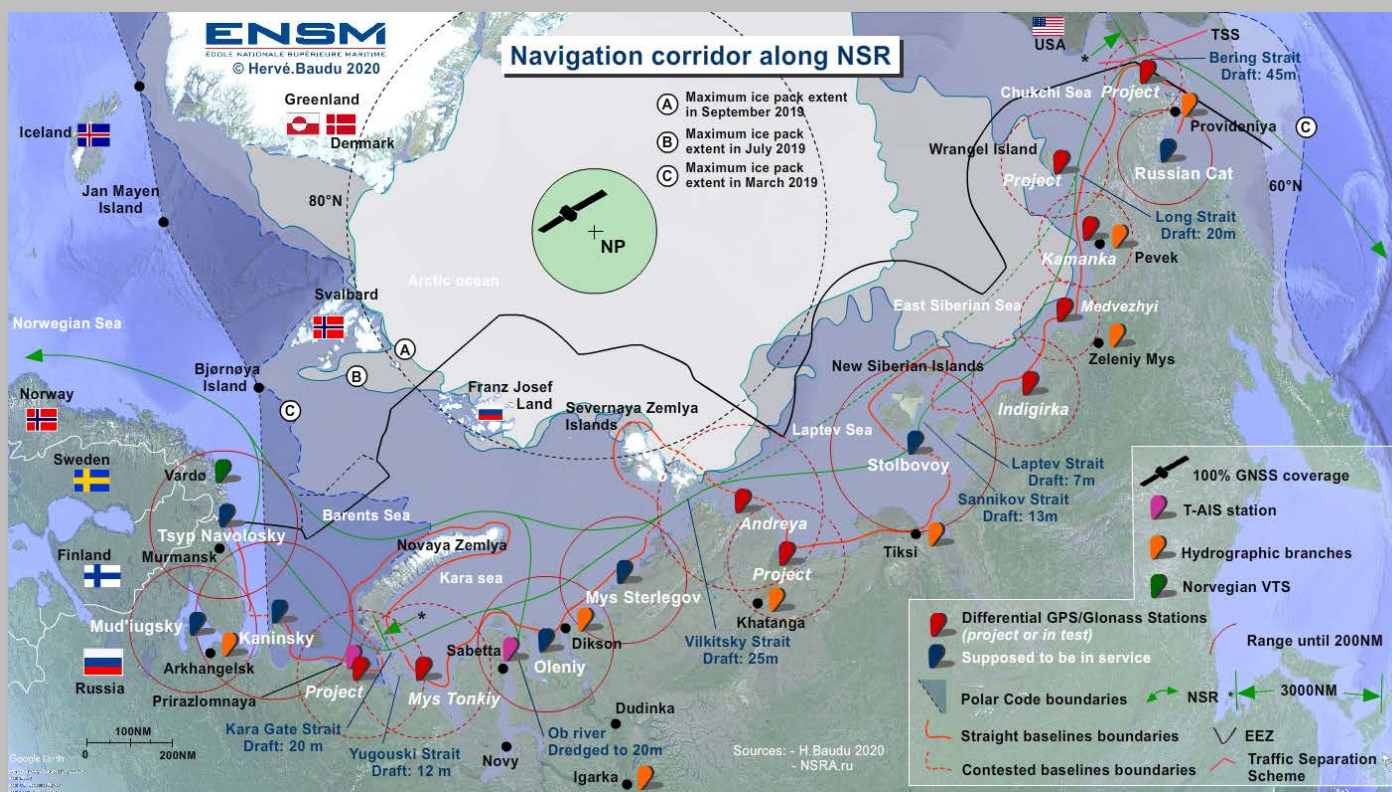 ENSM
ÉCOLE NATIONALE SUPÉRIEURE MARITIME
© Hervé.Baudu 2020
Navigation corridor along NSR
USA
TSS
*
Bering Strait
Draft: 45m
Chukchi Sea
Project
Greenland
Denmark
A Maximum ice pack extent
in September 2019
B Maximum ice pack
extent in July 2019
C Maximum ice pack
extent in March 2019
Provideniya
C
Iceland
Wrangel Island
Project
Russian Cat
60°N
Jan Mayen
Island
80°N
NP
Long Strait
Draft: 20m
Kamanka
Pevek
Arctic ocean
Svalbard
East Siberian Sea
Medvezhyi
Norwegian Sea
A
B
Zeleniy Mys
Bjørnøya
Island
New Siberian Islands
Norway
C
Franz Josef
Land
Severnaya Zemlya
Islands
Indigirka
Laptev Sea
Stolbovoy
Sweden
Vardø
Laptev Strait
Draft: 7m
Sannikov Strait
Draft: 13m
100% GNSS coverage
Barents Sea
Andreya
T-AIS station
Tsyp Navolosky
Murmansk
Novaya Zemlya
Tiksi
Hydrographic branches
Finland
Kara sea
Project
Norwegian VTS
Mys Sterlegov
Khatanga
Mud'iugsky
Kaninsky
*
Dikson
Vilkitsky Strait
Draft: 25m
Differential GPS/Glonass Stations
(project or in test)
Range until 200NM
Arkhangelsk
Sabetta
Oleniy
Supposed to be in service
Russia
Prirazlomnaya
Project
Mys Tonkiy
Polar Code boundaries
NSR *
3000NM
Kara Gate Strait
Draft: 20 m
Dudinka
Ob river
Dredged to 20m
Straight baselines boundaries
EEZ
100NM
0
200NM
Yugouski Strait
Draft: 12 m
Novy
Sources: - H.Baudu 2020
- NSRA.ru
Contested baselines boundaries
Traffic Separation
Scheme
Igarka
Google Earth